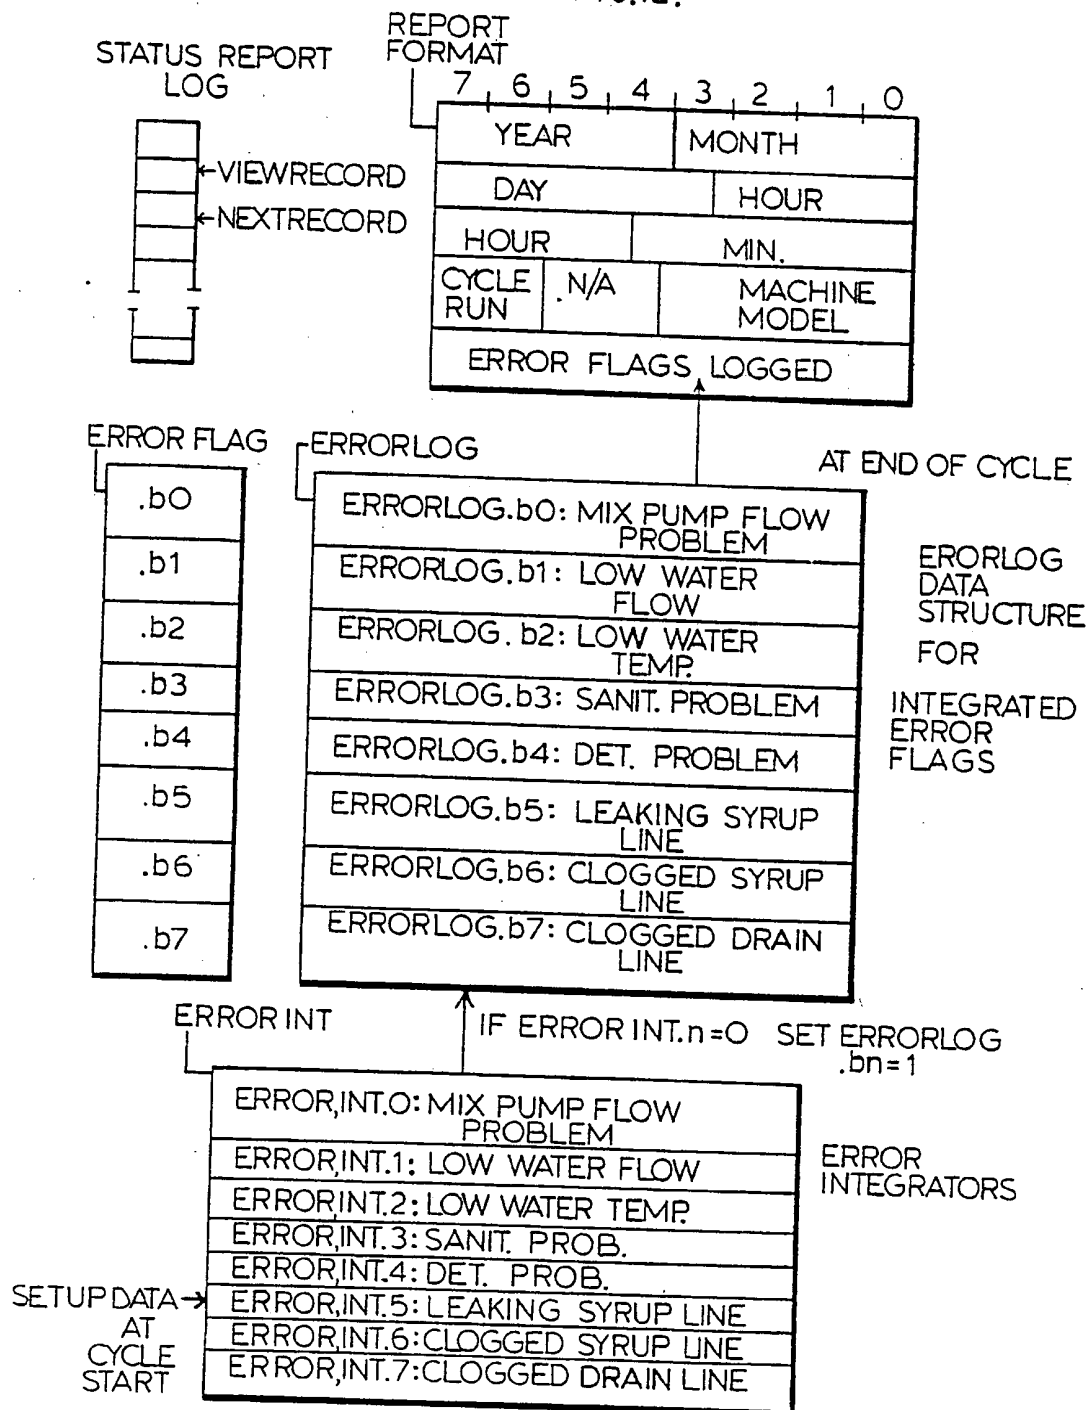 STATUS REPORT
LOG
←VIEWRECORD
←NEXTRECORD
REPORT
FORMAT
7 6 5 4 3 2 1 0
YEAR MONTH
DAY HOUR
HOUR MIN.
CYCLE
RUN
.N/A
MACHINE
MODEL
ERROR FLAGS LOGGED
ERROR FLAG
.b0
.b1
.b2
.b3
.b4
.b5
.b6
.b7
ERRORLOG
AT END OF CYCLE
ERRORLOG.b0: MIX PUMP FLOW
PROBLEM
ERRORLOG.b1: LOW WATER
FLOW
ERRORLOG.b2: LOW WATER
TEMP.
ERRORLOG.b3: SANIT. PROBLEM
ERRORLOG.b4: DET. PROBLEM
ERRORLOG.b5: LEAKING SYRUP
LINE
ERRORLOG.b6: CLOGGED SYRUP
LINE
ERRORLOG.b7: CLOGGED DRAIN
LINE
ERORLOG
DATA
STRUCTURE
FOR
INTEGRATED
ERROR
FLAGS
ERROR INT
IF ERROR INT.n=0 SET ERRORLOG
.bn=1
ERROR,INT.0: MIX PUMP FLOW
PROBLEM
ERROR,INT.1: LOW WATER FLOW
ERROR,INT.2: LOW WATER TEMP.
ERROR,INT.3: SANIT. PROB.
ERROR,INT.4: DET. PROB.
ERROR,INT.5: LEAKING SYRUP LINE
ERROR,INT.6: CLOGGED SYRUP LINE
ERROR,INT.7: CLOGGED DRAIN LINE
ERROR
INTEGRATORS
SETUP DATA→
AT
CYCLE
START